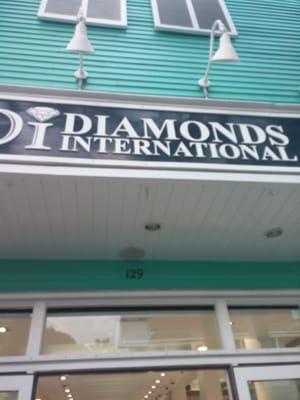 Di DIAMONDS
INTERNATIONAL
129